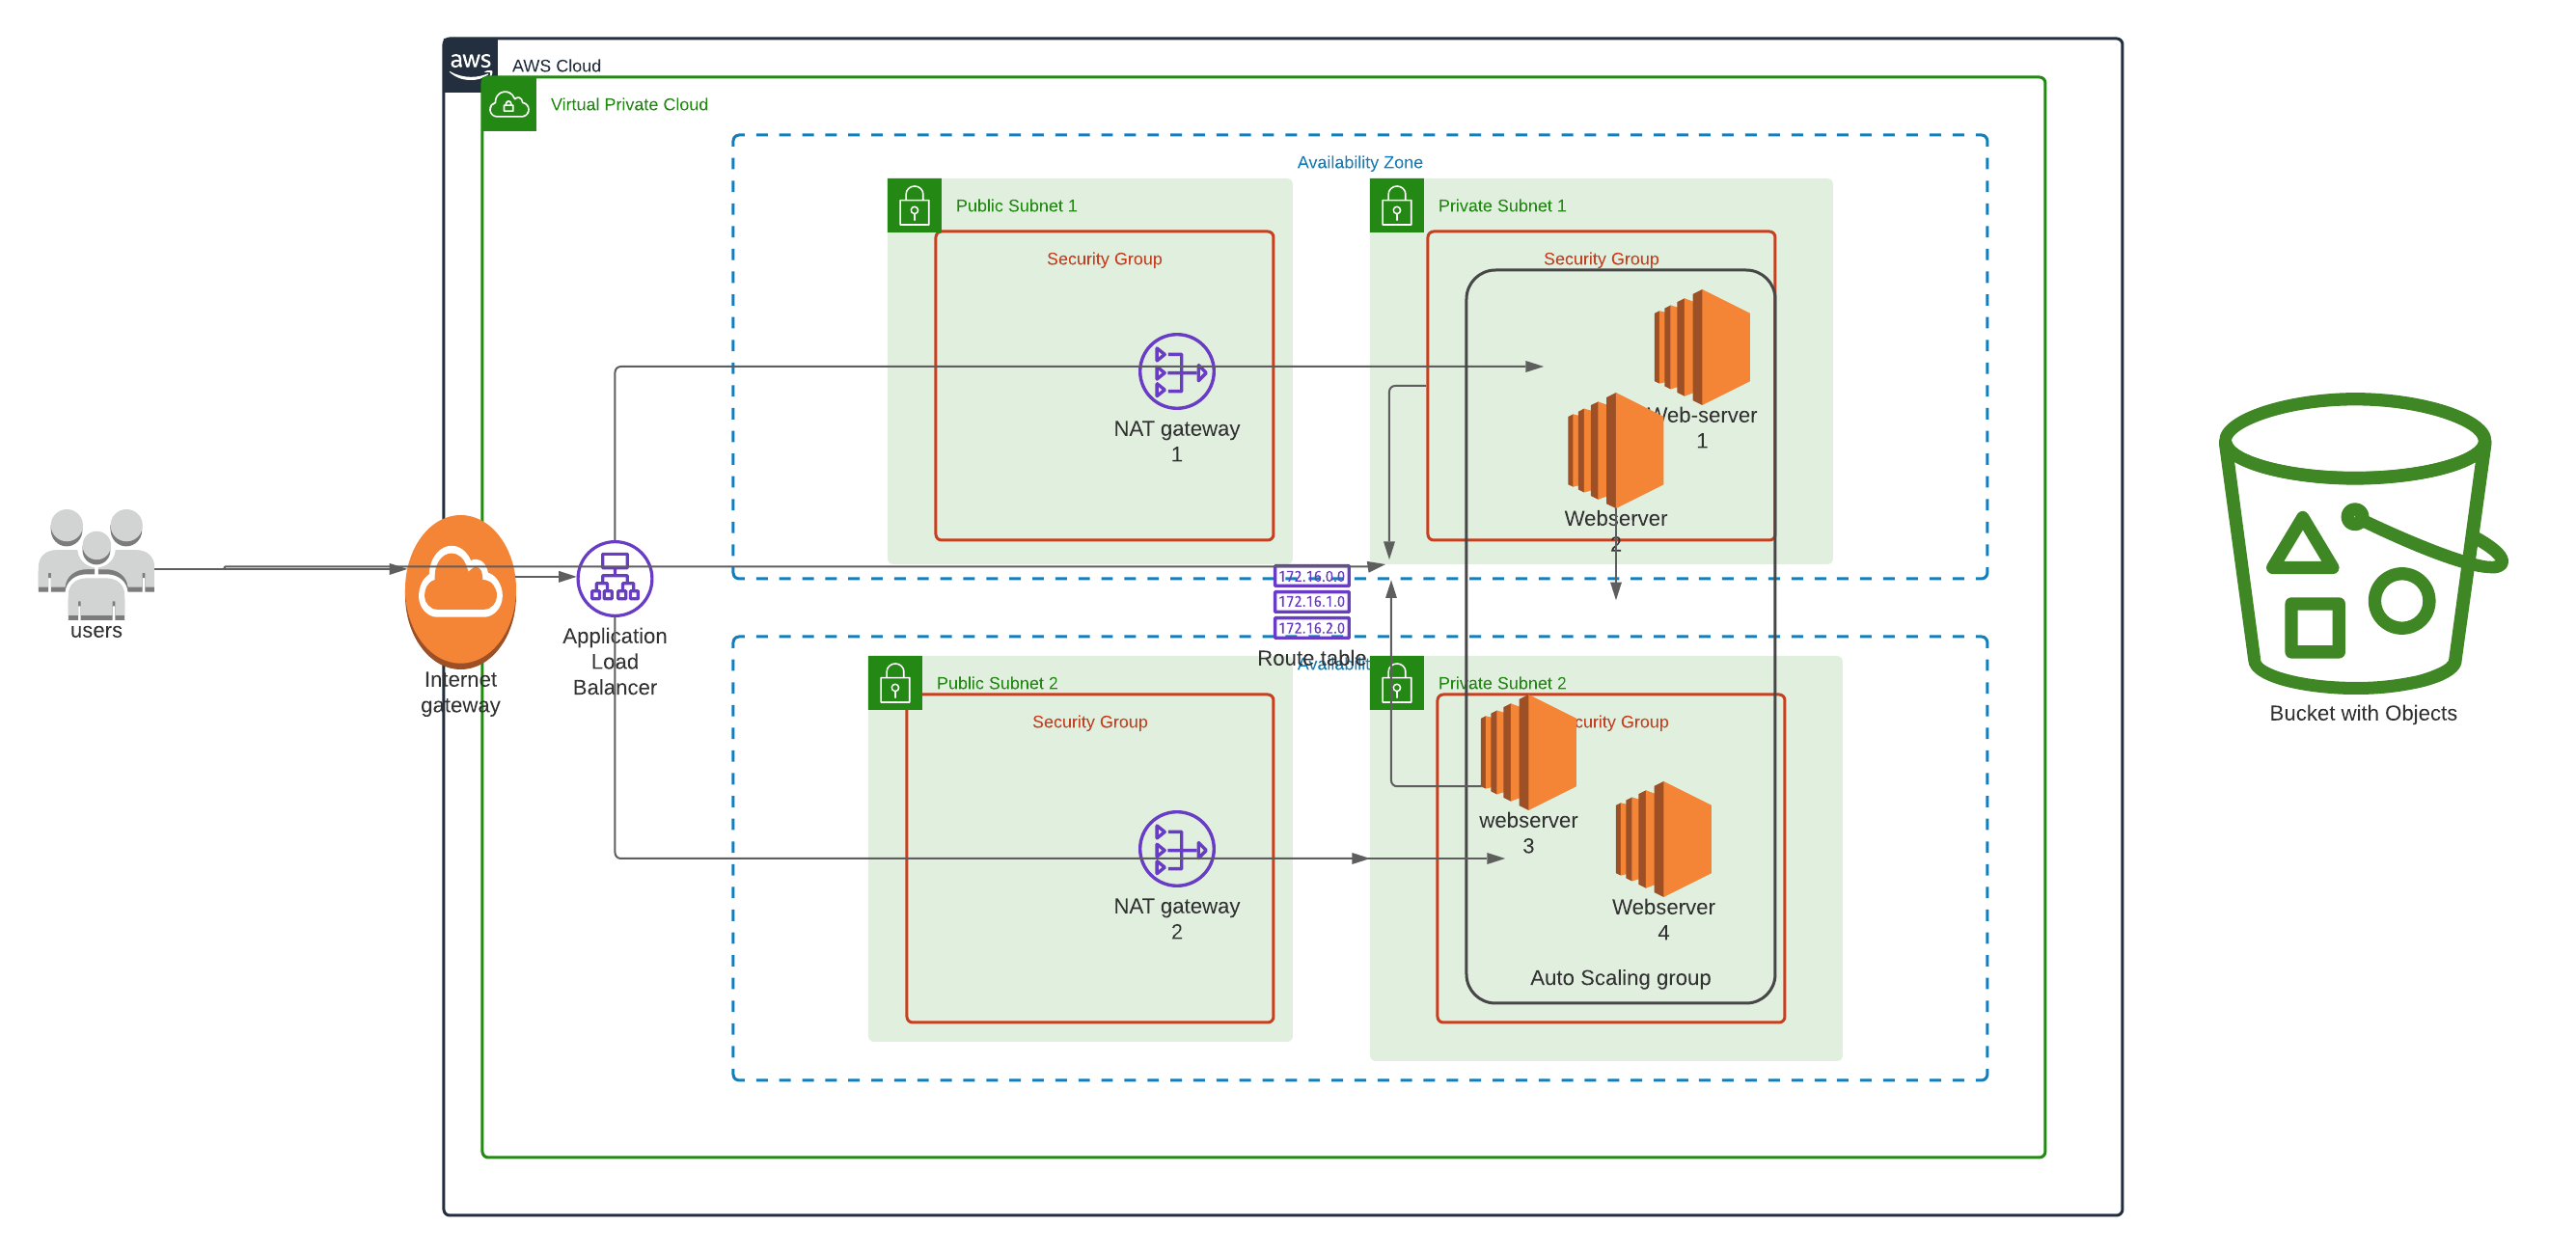 aws
AWS Cloud
Virtual Private Cloud
Availability Zone
Public Subnet 1
Private Subnet 1
Security Group
Security Group
NAT gateway
1
Web-server
1
Webserver
2
users
Internet
gateway
Application
Load
Balancer
172.16.0.0
172.16.1.0
172.16.2.0
Route table
Public Subnet 2
Private Subnet 2
Security Group
curity Group
webserver
3
NAT gateway
2
Webserver
4
Auto Scaling group
Bucket with Objects